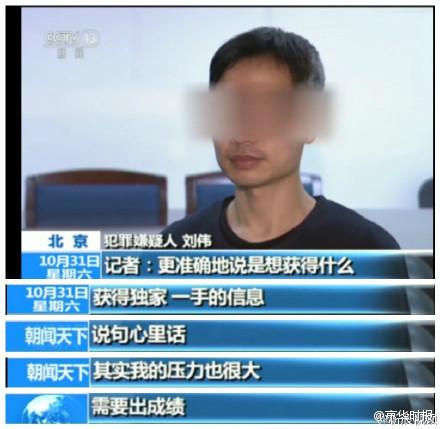 CCTV 13
新闻
北京
犯罪嫌疑人 刘伟
10月31日
星期六
记者：更准确地说是想获得什么
10月31日
星期六
获得独家 一手的信息
朝闻天下
说句心里话
朝闻天下
其实我的压力也很大
需要出成绩
@京华时报